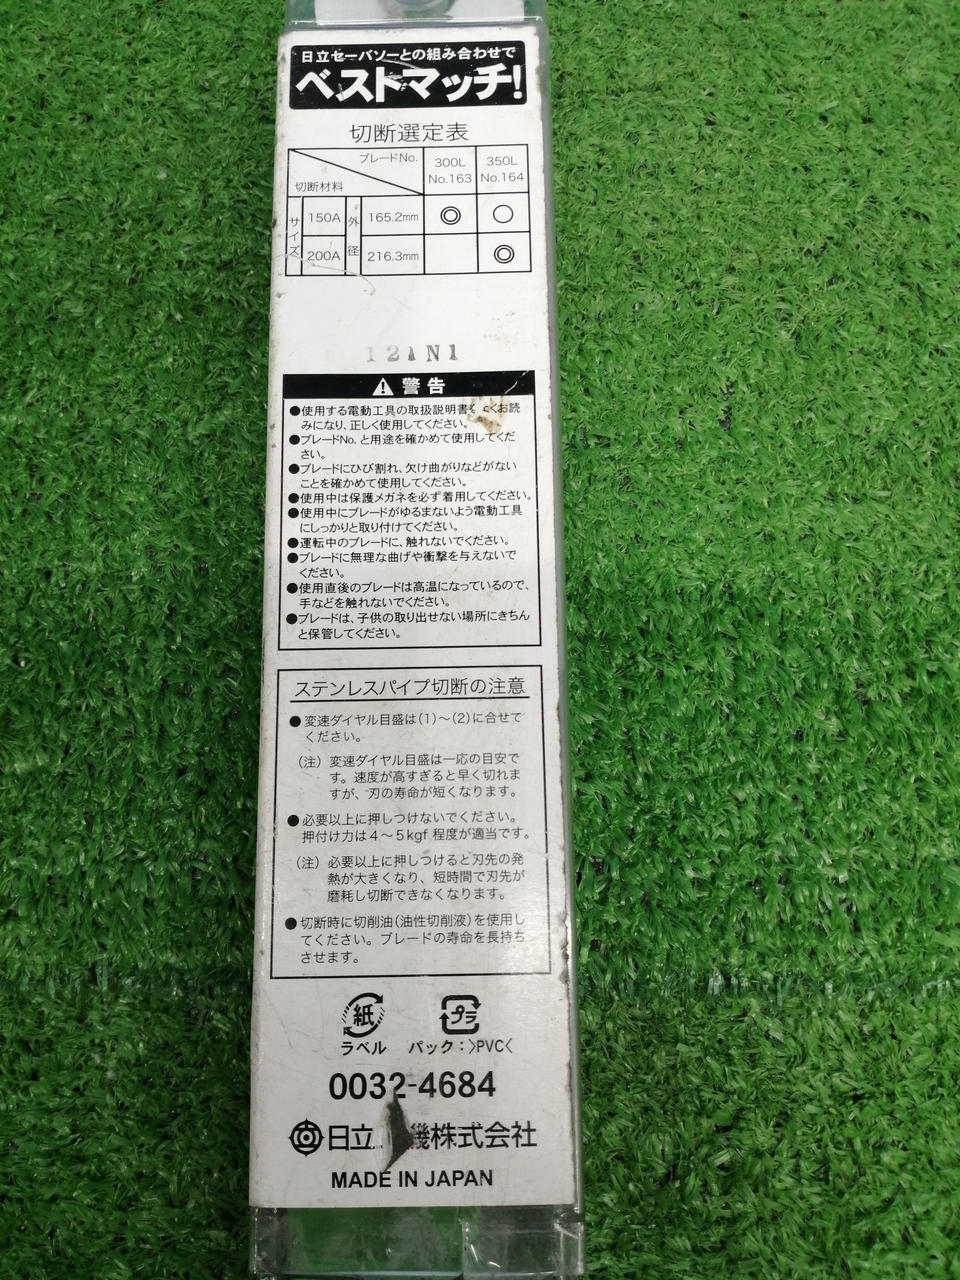 日立セーバソーとの組み合わせで
ベストマッチ!
切断選定表
ブレードNo.
300L
No.163
350L
No.164
切断材料
サイズ
150A
外径
165.2mm
◎
○
200A
216.3mm
◎
121N1
⚠警告
●使用する電動工具の取扱説明書 くお読
みになり、正しく使用してください。
●ブレードNo.と用途を確かめて使用してくだ
さい。
●ブレードにひび割れ、欠け曲がりなどがない
ことを確かめて使用してください。
●使用中は保護メガネを必ず着用してください。
●使用中にブレードがゆるまないよう電動工具
にしっかりと取り付けてください。
●運転中のブレードに、触れないでください。
●ブレードに無理な曲げや衝撃を与えないで
ください。
●使用直後のブレードは高温になっているので、
手などを触れないでください。
●ブレードは、子供の取り出せない場所にきちん
と保管してください。
ステンレスパイプ切断の注意
●変速ダイヤル目盛は(1)〜(2)に合せて
ください。
(注) 変速ダイヤル目盛は一応の目安で
す。速度が高すぎると早く切れま
すが、刃の寿命が短くなります。
●必要以上に押しつけないでください。
押付け力は4〜5kgf程度が適当です。
(注) 必要以上に押しつけると刃先の発
熱が大きくなり、短時間で刃先が
磨耗し切断できなくなります。
●切断時に切削油(油性切削液)を使用し
てください。ブレードの寿命を長持ち
させます。
紙
プラ
ラベル パック:>PVC<
0032-4684
日立 機株式会社
MADE IN JAPAN